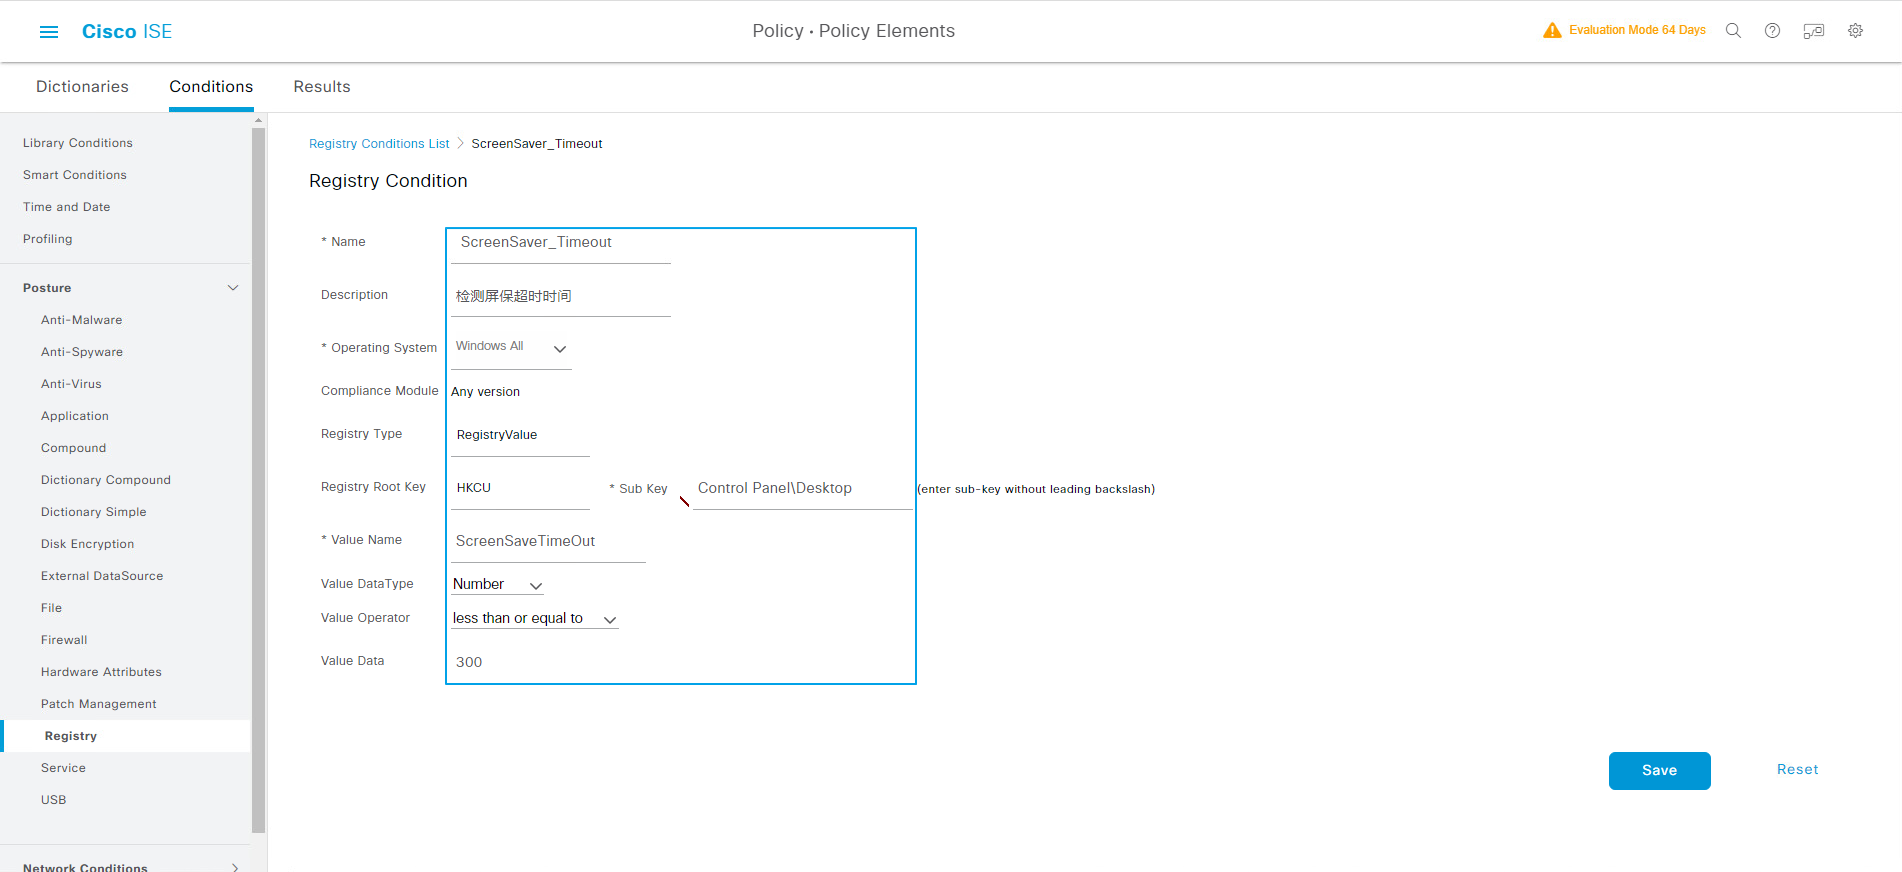 Cisco ISE
Policy · Policy Elements
Evaluation Mode 64 Days
Dictionaries
Conditions
Results
Library Conditions
Smart Conditions
Time and Date
Profiling
Posture
Anti-Malware
Anti-Spyware
Anti-Virus
Application
Compound
Dictionary Compound
Dictionary Simple
Disk Encryption
External DataSource
File
Firewall
Hardware Attributes
Patch Management
Registry
Service
USB
Network Conditions
Registry Conditions List > ScreenSaver_Timeout
Registry Condition
* Name ScreenSaver_Timeout
Description 检测屏保超时时间
* Operating System Windows All
Compliance Module Any version
Registry Type RegistryValue
Registry Root Key HKCU * Sub Key Control Panel\Desktop (enter sub-key without leading backslash)
* Value Name ScreenSaveTimeOut
Value DataType Number
Value Operator less than or equal to
Value Data 300
Save
Reset